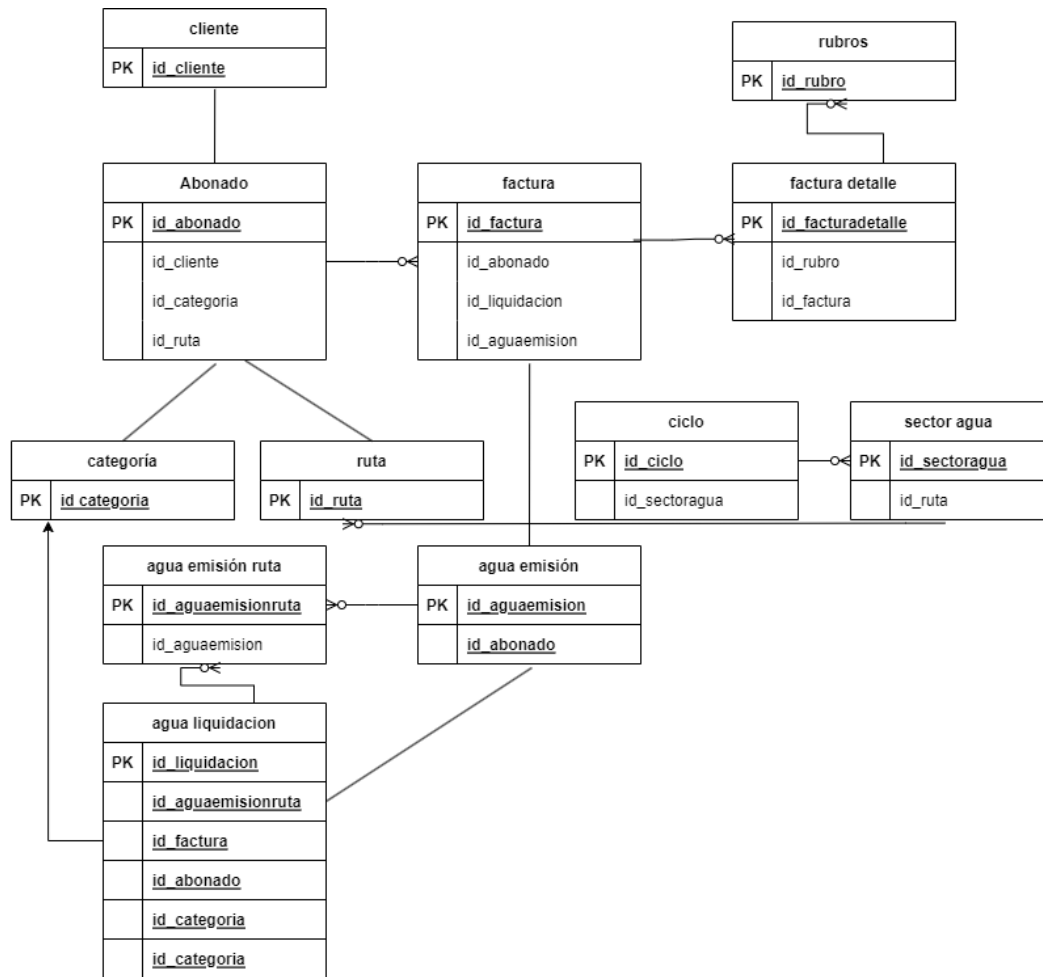 cliente
PK id_cliente
rubros
PK id_rubro
Abonado
PK id_abonado
id_cliente
id_categoria
id_ruta
factura
PK id_factura
id_abonado
id_liquidacion
id_aguaemision
factura detalle
PK id_facturadetalle
id_rubro
id_factura
categoría
PK id categoria
ruta
PK id_ruta
ciclo
PK id_ciclo
id_sectoragua
sector agua
PK id_sectoragua
id_ruta
agua emisión ruta
PK id_aguaemisionruta
id_aguaemision
agua emisión
PK id_aguaemision
id_abonado
agua liquidacion
PK id_liquidacion
id_aguaemisionruta
id_factura
id_abonado
id_categoria
id_categoria